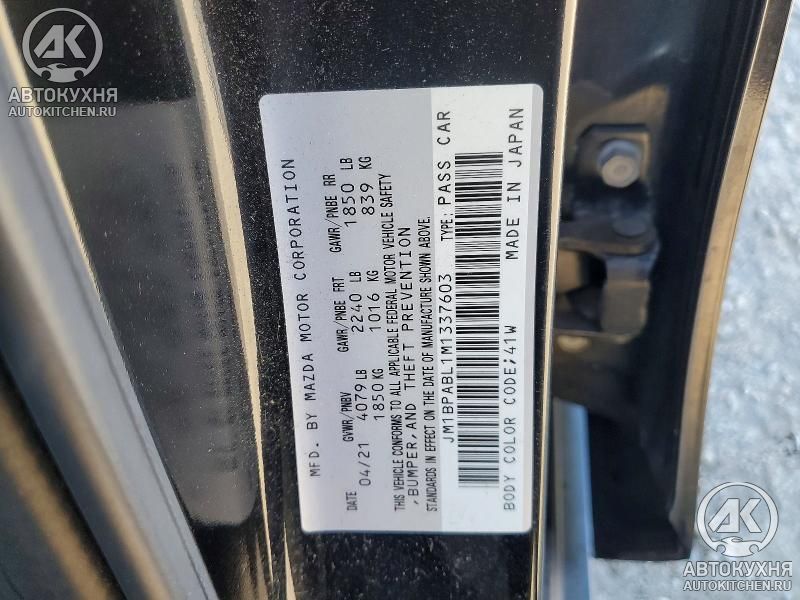 АК
АВТОКУХНЯ
AUTOKITCHEN.RU
MFD. BY MAZDA MOTOR CORPORATION
DATE GVWR/PNBV GAWR/PNBE FRT GAWR/PNBE RR
04/21 4079 LB 2240 LB 1850 LB
1850 KG 1016 KG 839 KG
THIS VEHICLE CONFORMS TO ALL APPLICABLE FEDERAL MOTOR VEHICLE SAFETY
,BUMPER,AND THEFT PREVENTION
STANDARDS IN EFFECT ON THE DATE OF MANUFACTURE SHOWN ABOVE.
JM1BPABL1M1337603 TYPE: PASS CAR
BODY COLOR CODE;41W MADE IN JAPAN
АК
АВТОКУХНЯ
AUTOKITCHEN.RU